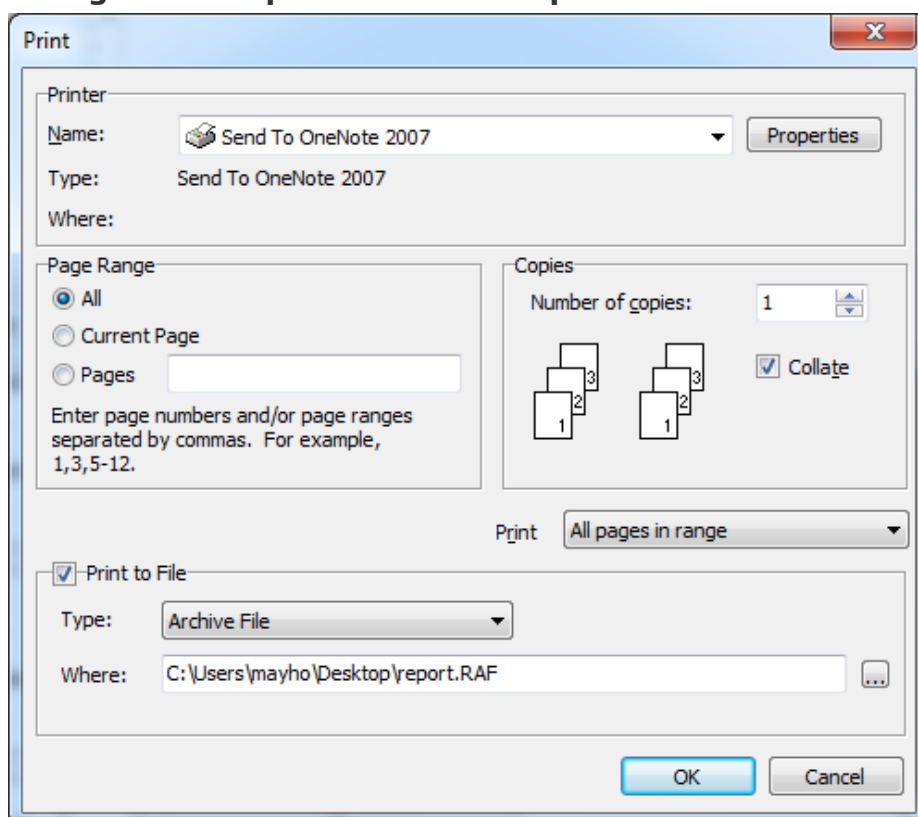 Print
Printer
Name: Send To OneNote 2007 Properties
Type: Send To OneNote 2007
Where:
Page Range
All
Current Page
Pages
Enter page numbers and/or page ranges
separated by commas. For example,
1,3,5-12.
Copies
Number of copies: 1
3 3
2 2
1 1
Collate
Print All pages in range
Print to File
Type: Archive File
Where: C:\Users\mayho\Desktop\report.RAF ...
OK Cancel